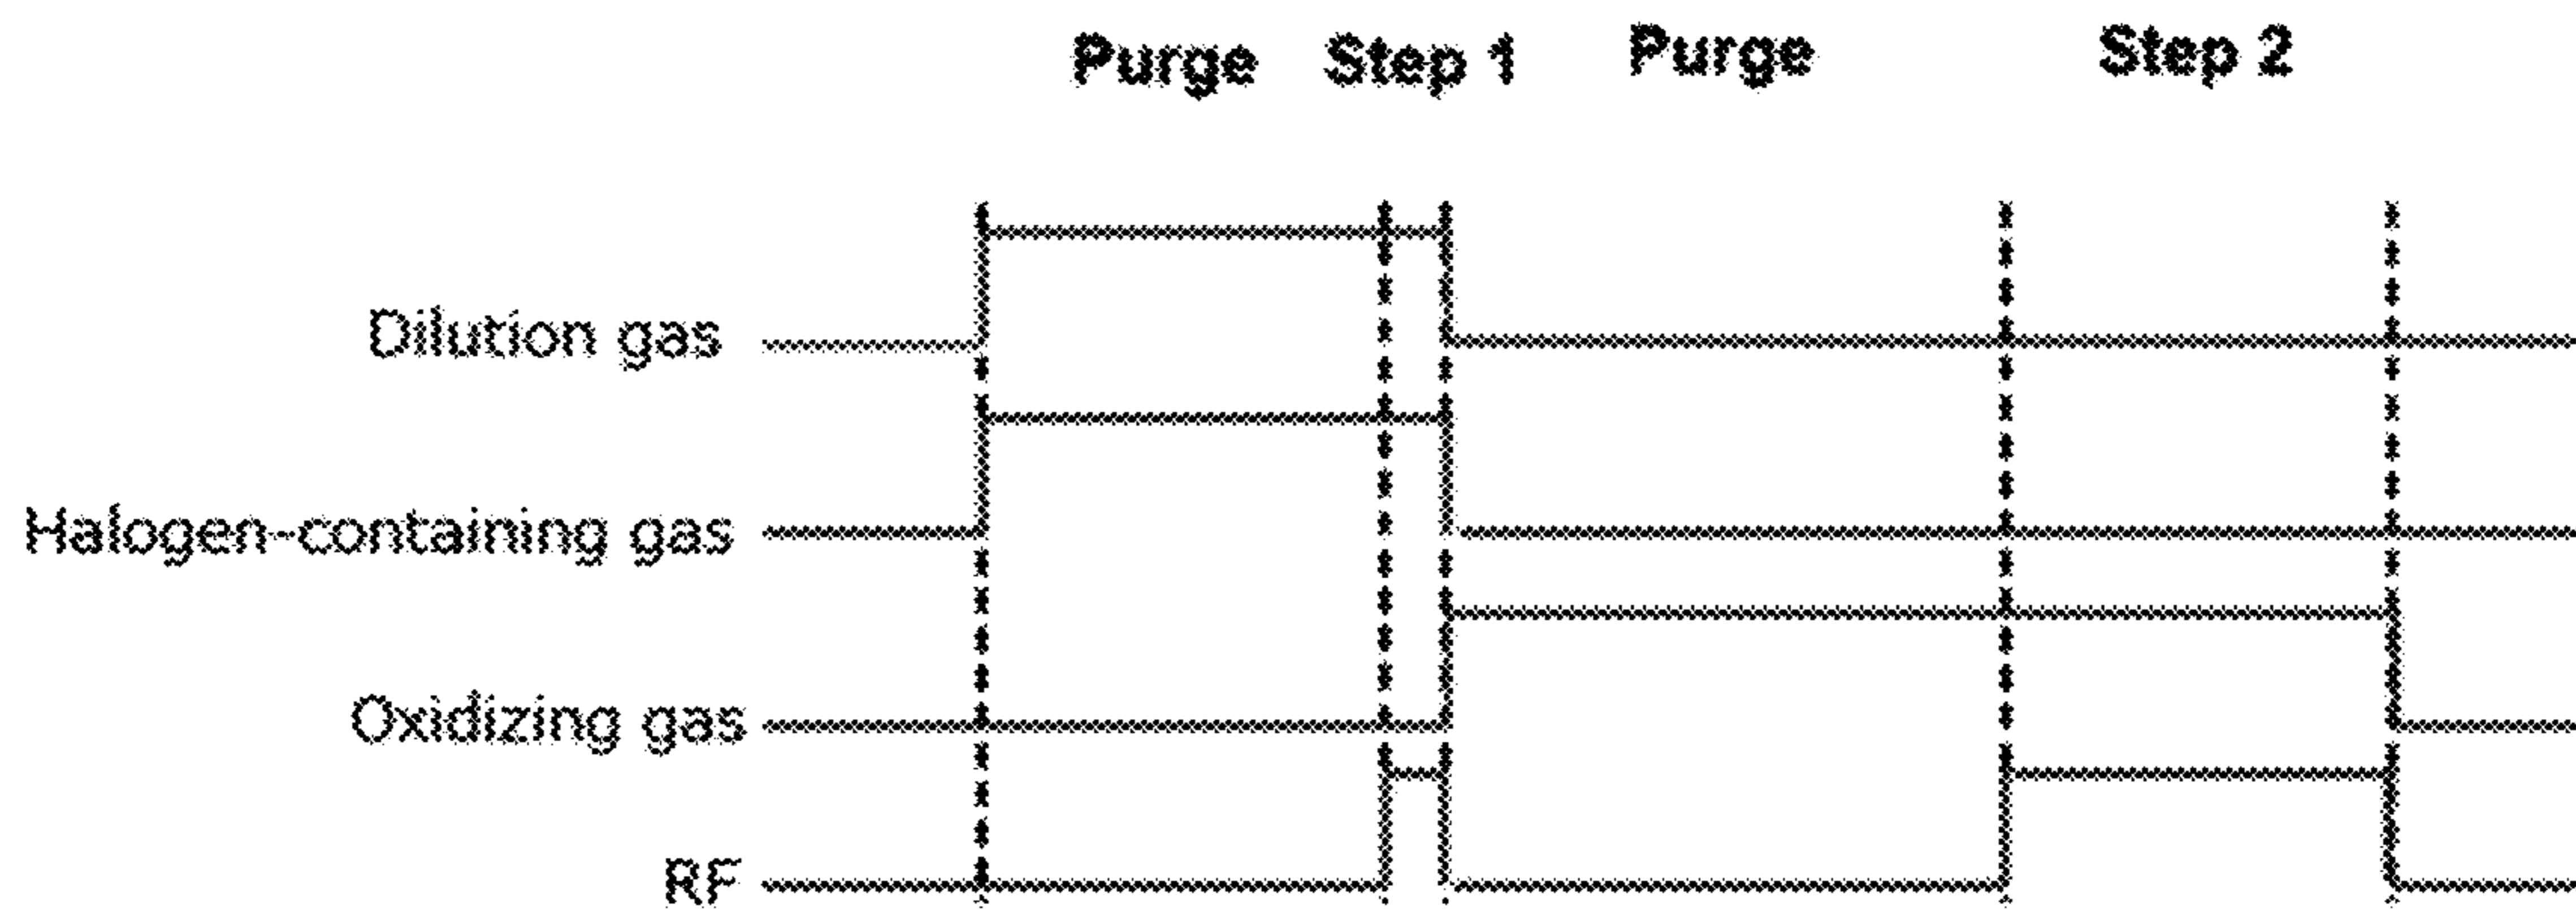 Purge Step 1 Purge Step 2
Dilution gas
Halogen-containing gas
Oxidizing gas
RF